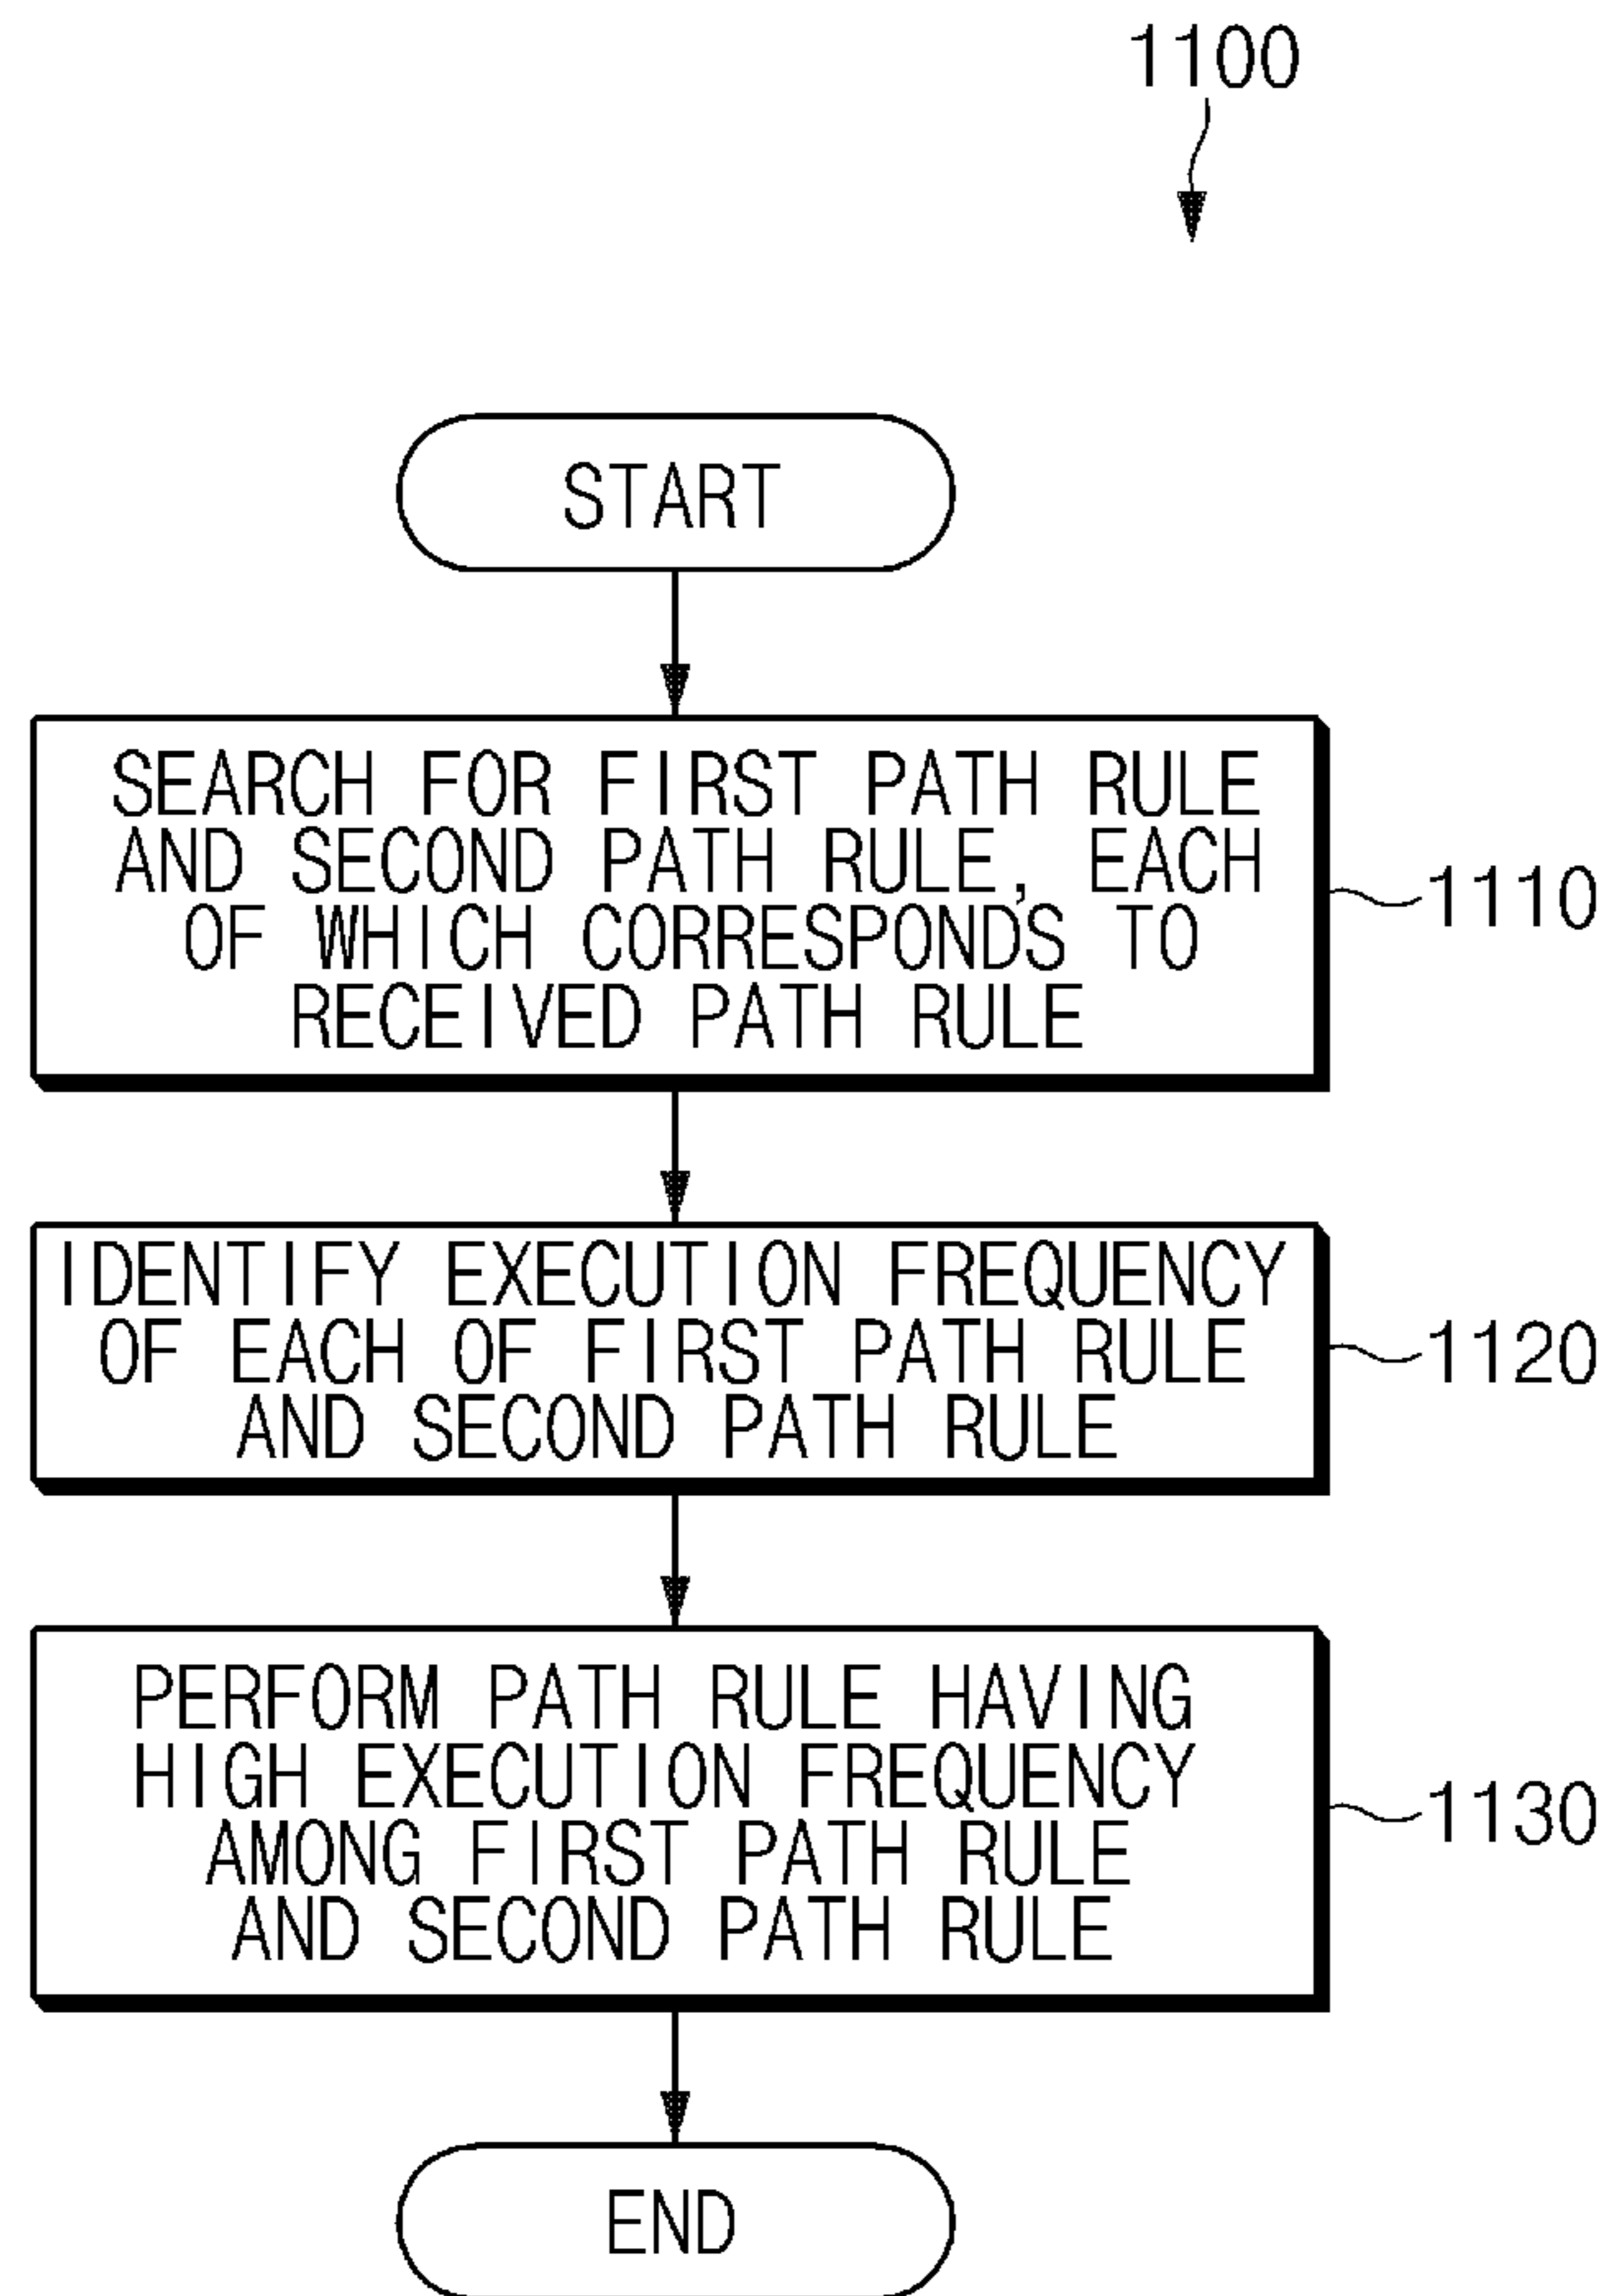 1100
START
SEARCH FOR FIRST PATH RULE
AND SECOND PATH RULE, EACH
OF WHICH CORRESPONDS TO
RECEIVED PATH RULE
1110
IDENTIFY EXECUTION FREQUENCY
OF EACH OF FIRST PATH RULE
AND SECOND PATH RULE
1120
PERFORM PATH RULE HAVING
HIGH EXECUTION FREQUENCY
AMONG FIRST PATH RULE
AND SECOND PATH RULE
1130
END